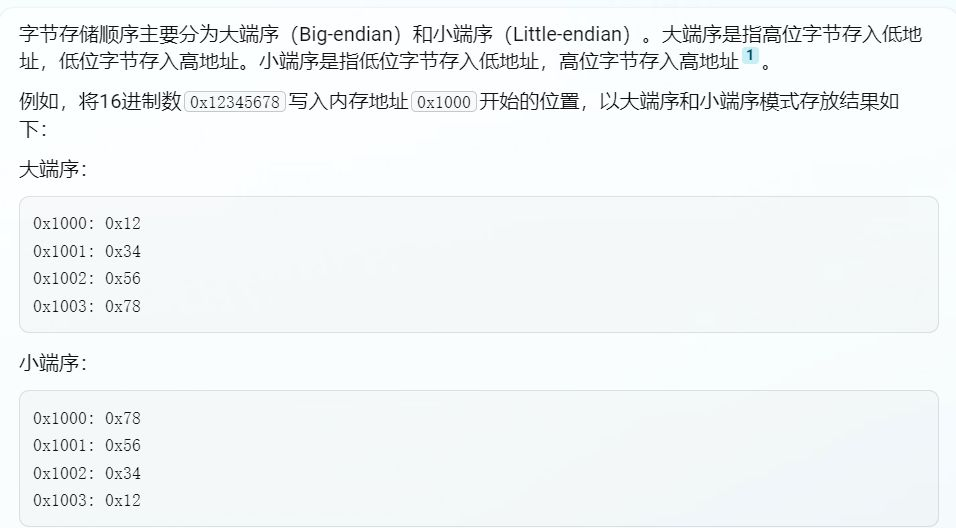 字节存储顺序主要分为大端序（Big-endian）和小端序（Little-endian）。大端序是指高位字节存入低地
址，低位字节存入高地址。小端序是指低位字节存入低地址，高位字节存入高地址 1 。
例如，将16进制数 0x12345678 写入内存地址 0x1000 开始的位置，以大端序和小端序模式存放结果如
下：
大端序：
0x1000: 0x12
0x1001: 0x34
0x1002: 0x56
0x1003: 0x78
小端序：
0x1000: 0x78
0x1001: 0x56
0x1002: 0x34
0x1003: 0x12